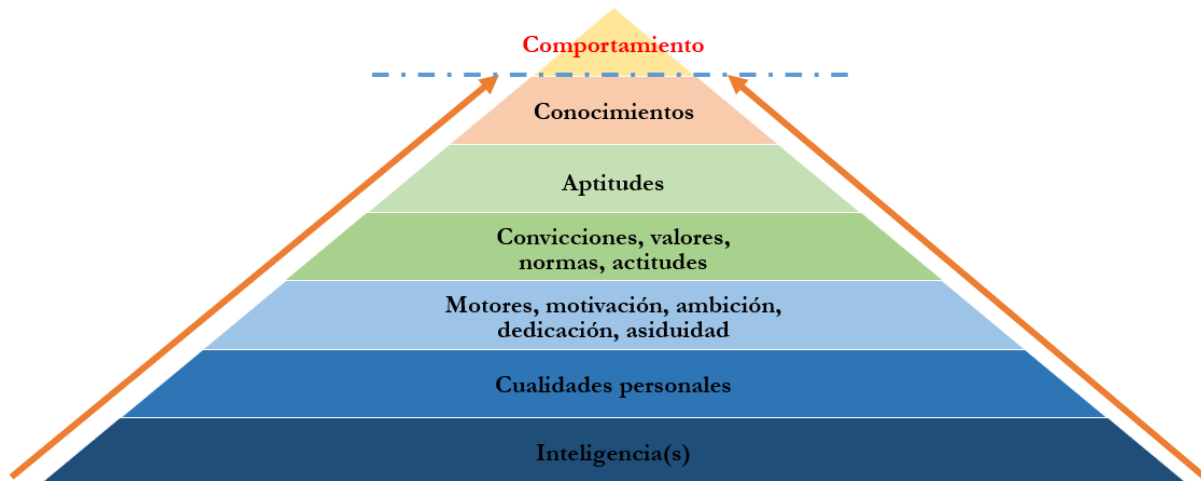 Comportamiento
Conocimientos
Aptitudes
Convicciones, valores,
normas, actitudes
Motores, motivación, ambición,
dedicación, asiduidad
Cualidades personales
Inteligencia(s)